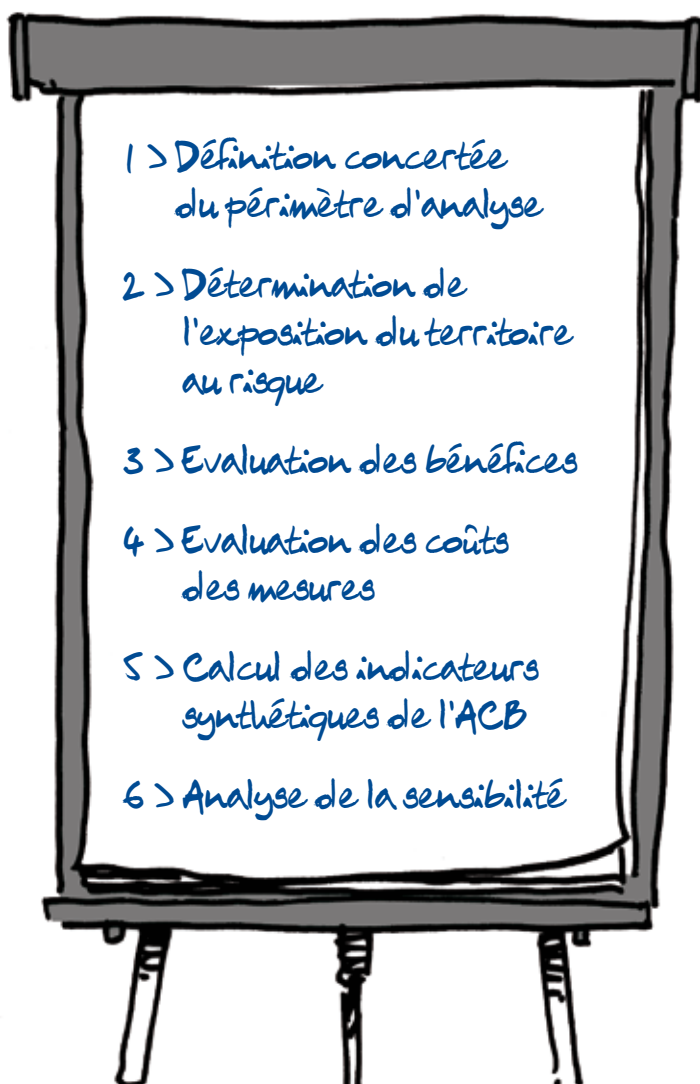 1 > Définition concertée
du périmètre d'analyse
2 > Détermination de
l'exposition du territoire
au risque
3 > Evaluation des bénéfices
4 > Evaluation des coûts
des mesures
5 > Calcul des indicateurs
synthétiques de l'ACB
6 > Analyse de la sensibilité